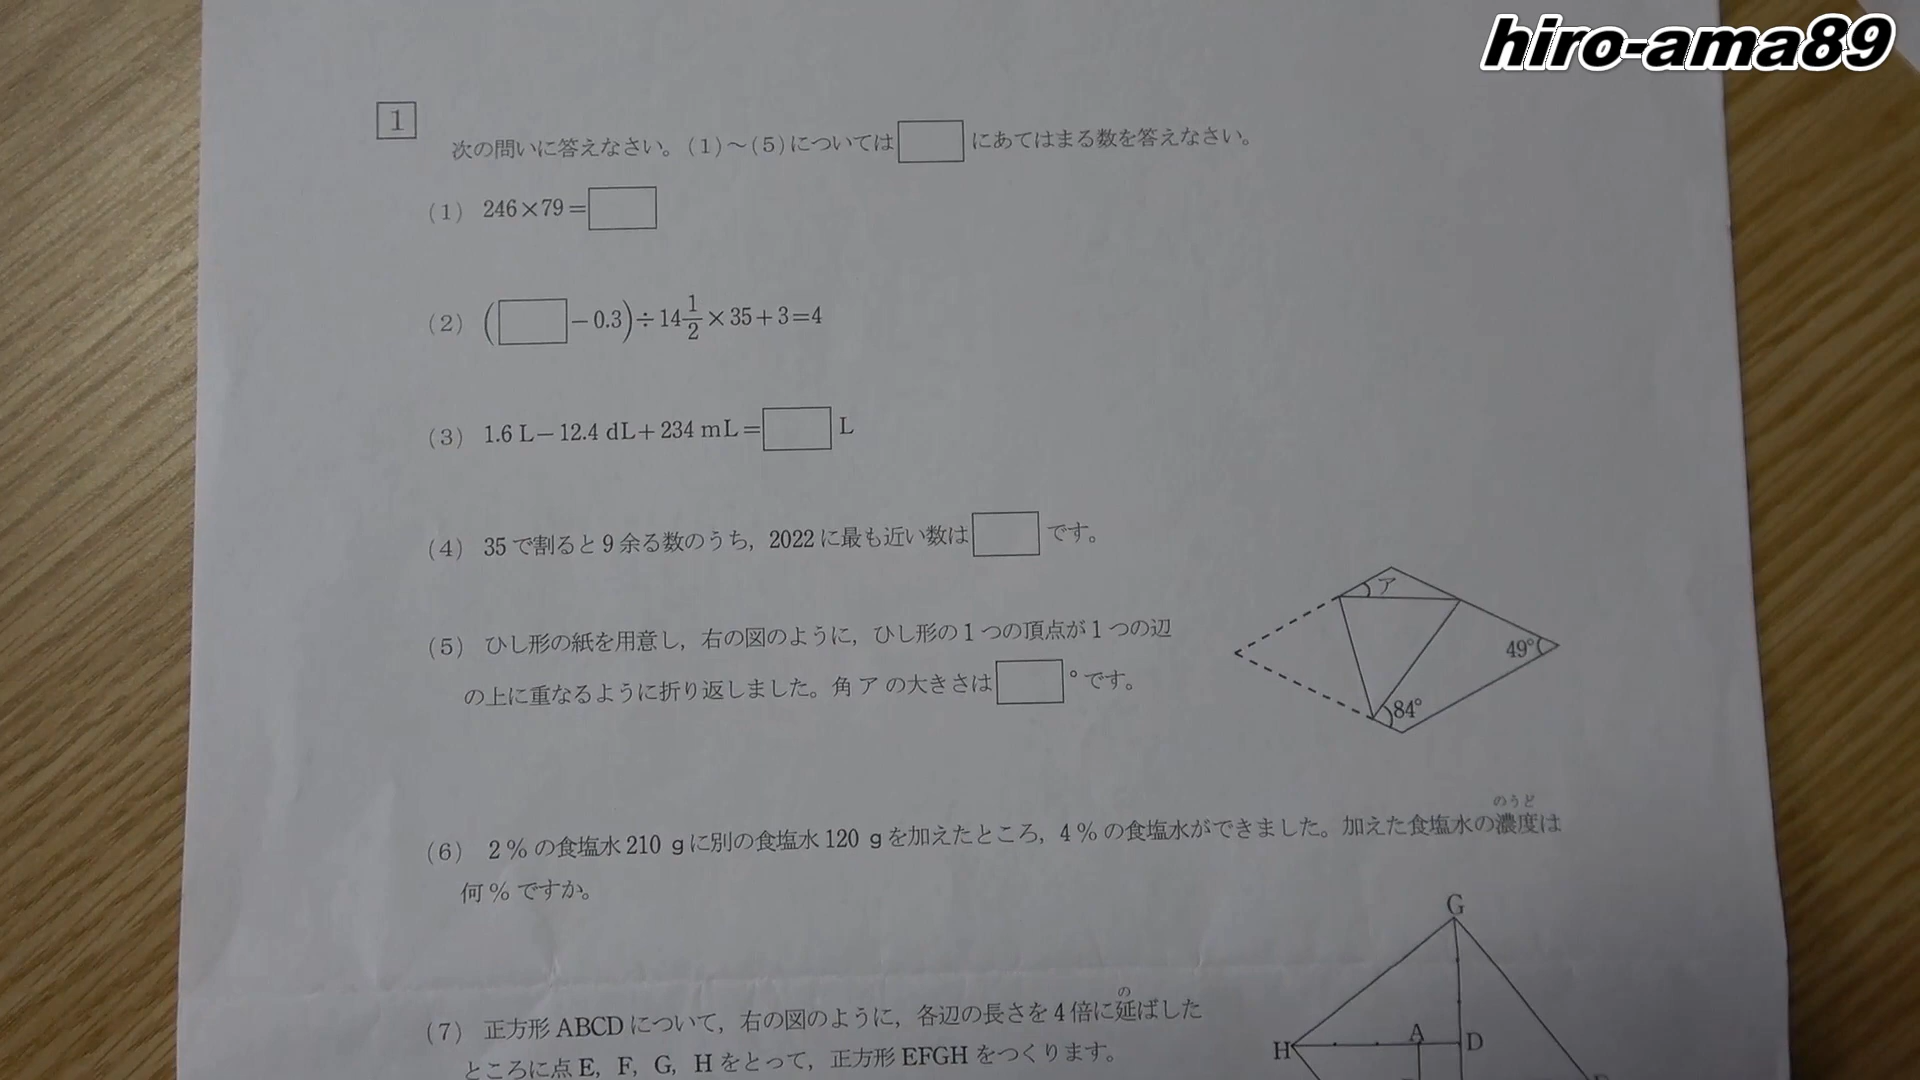 hiro-ama89
1
次の問いに答えなさい。(1)～(5)については□にあてはまる数を答えなさい。
(1) 246×79=□
(2) (□−0.3)÷14 1/2×35+3=4
(3) 1.6 L−12.4 dL+234 mL=□ L
(4) 35で割ると9余る数のうち，2022に最も近い数は□です。
(5) ひし形の紙を用意し，右の図のように，ひし形の1つの頂点が1つの辺
の上に重なるように折り返しました。角アの大きさは□°です。
ア
49°
84°
のうど
(6) 2％の食塩水210 gに別の食塩水120 gを加えたところ，4％の食塩水ができました。加えた食塩水の濃度は
何％ですか。
の
(7) 正方形ABCDについて，右の図のように，各辺の長さを4倍に延ばした
ところに点E，F，G，Hをとって，正方形EFGHをつくります。
G
H
A
D